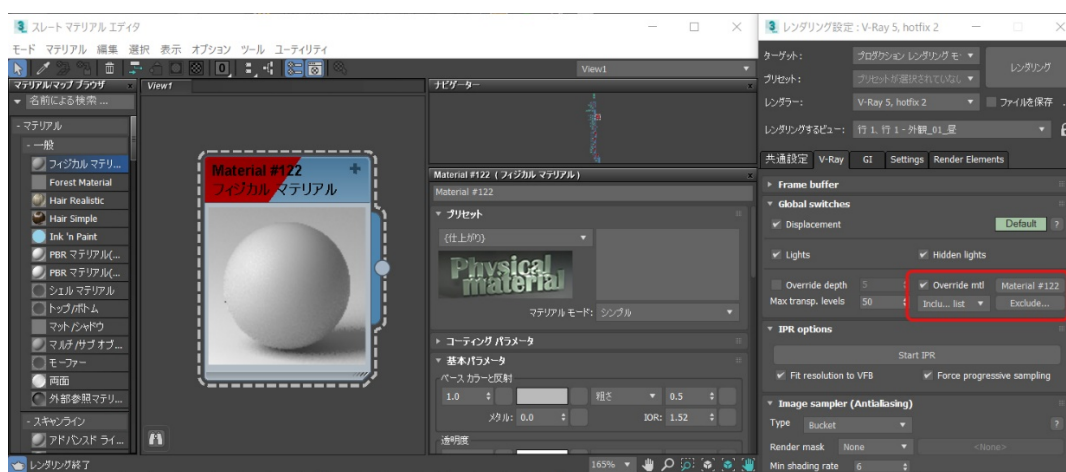 スレート マテリアル エディタ
モード マテリアル 編集 選択 表示 オプション ツール ユーティリティ
View1
マテリアル/マップ ブラウザ
名前による検索 ...
- マテリアル
- 一般
フィジカル マテリ...
Forest Material
Hair Realistic
Hair Simple
Ink 'n Paint
PBR マテリアル(...
PBR マテリアル(...
シェル マテリアル
トップ/ボトム
マット/シャドウ
マルチ/サブオブ...
モーファー
両面
外部参照マテリ...
- スキャンライン
アドバンスド ライ...
レンダリング終了
View1
Material #122
フィジカル マテリアル
ナビゲーター
Material #122 ( フィジカル マテリアル )
Material #122
プリセット
{仕上がり}
Physical
material
マテリアル モード: シングル
コーティング パラメータ
基本パラメータ
ベース カラーと反射
1.0 粗さ 0.5
メタル: 0.0 IOR: 1.52
透明度
165%
レンダリング設定 : V-Ray 5, hotfix 2
ターゲット: プロダクション レンダリング モ
レンダリング
プリセット: プリセットが選択されていない
レンダラー: V-Ray 5, hotfix 2 ファイルを保存
レンダリングするビュー: 行 1, 行 1 - 外観_01_昼
共通設定 V-Ray GI Settings Render Elements
Frame buffer
Global switches
Displacement Default ?
Lights Hidden lights
Override depth 5 Override mtl Material #122
Max transp. levels 50 Inclu... list Exclude...
IPR options
Start IPR
Fit resolution to VFB Force progressive sampling
Image sampler (Antialiasing)
Type Bucket ?
Render mask None <None>
Min shading rate 6